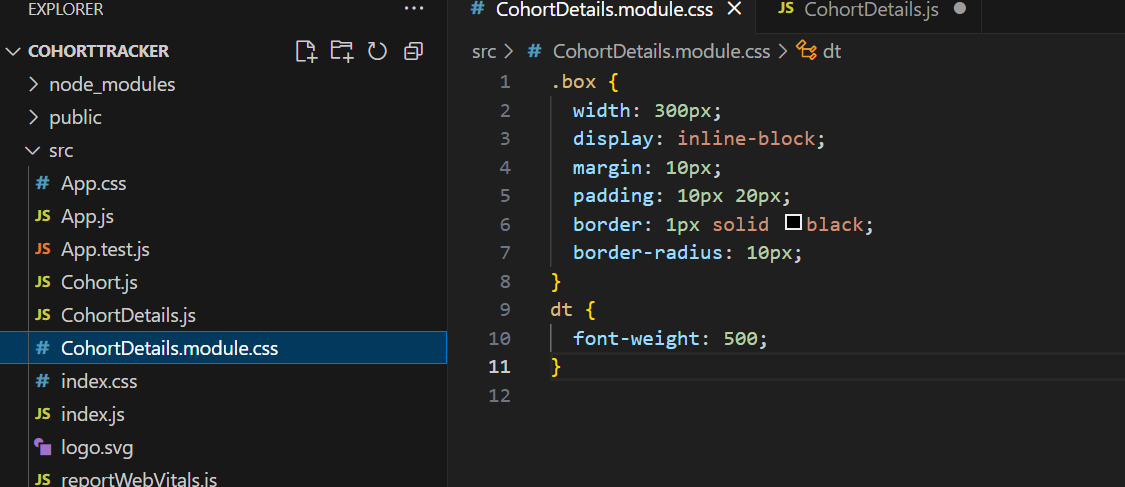 EXPLORER
COHORTTRACKER
node_modules
public
src
App.css
App.js
App.test.js
Cohort.js
CohortDetails.js
CohortDetails.module.css
index.css
index.js
logo.svg
reportWebVitals.js
# CohortDetails.module.css
JS CohortDetails.js
src > # CohortDetails.module.css > dt
1 .box {
2   width: 300px;
3   display: inline-block;
4   margin: 10px;
5   padding: 10px 20px;
6   border: 1px solid black;
7   border-radius: 10px;
8 }
9 dt {
10   font-weight: 500;
11 }
12